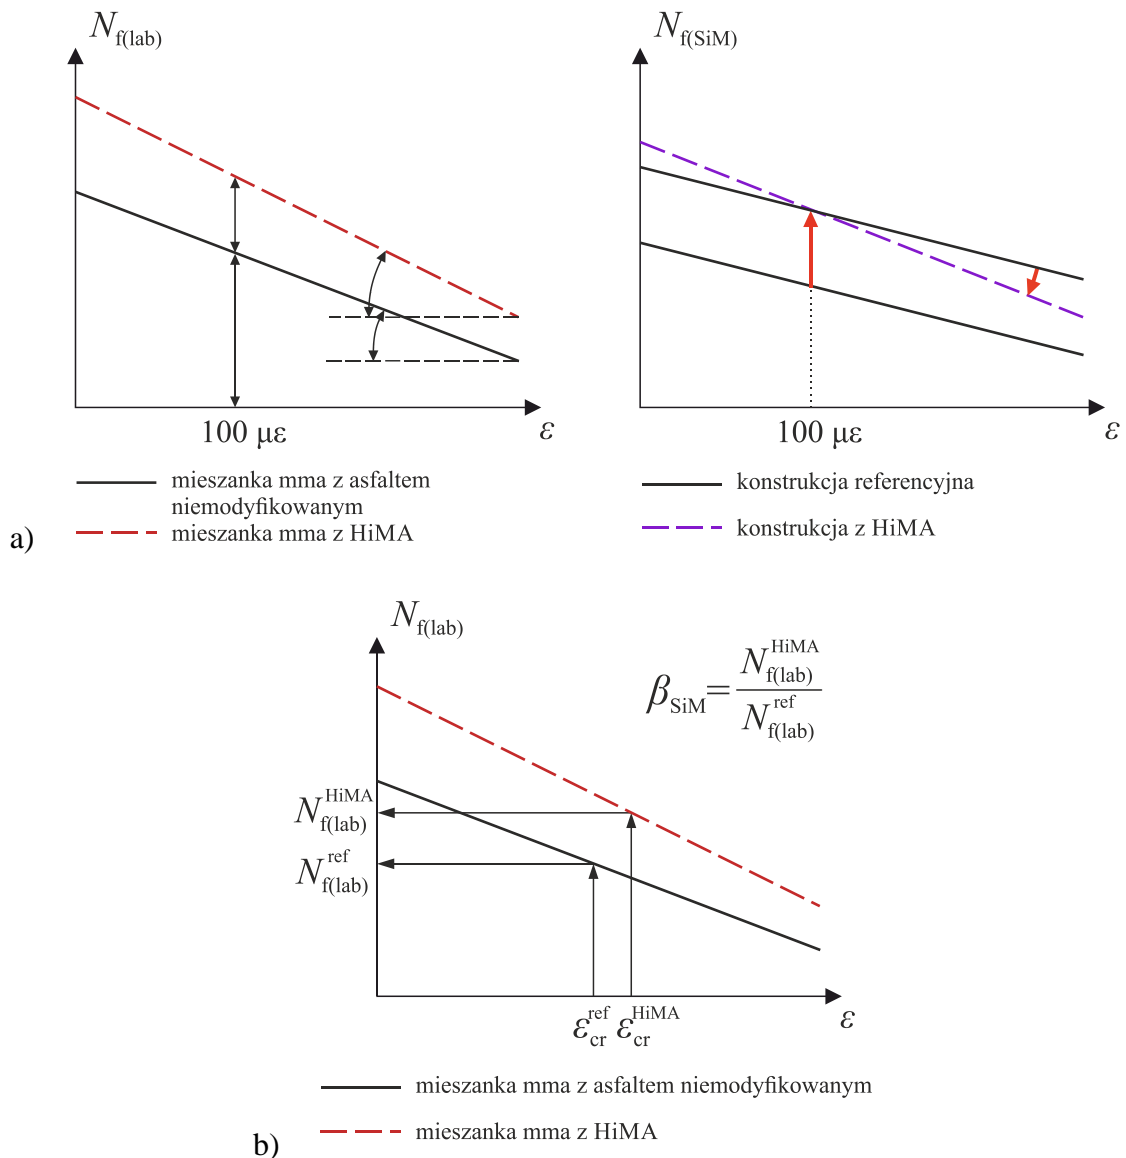 N f(lab)
N f(SiM)
100 με
ε
100 με
ε
mieszanka mma z asfaltem
niemodyfikowanym
mieszanka mma z HiMA
konstrukcja referencyjna
konstrukcja z HiMA
a)
N f(lab)
β SiM = N f(lab) HiMA / N f(lab) ref
N f(lab) HiMA
N f(lab) ref
ε cr ref ε cr HiMA
ε
mieszanka mma z asfaltem niemodyfikowanym
mieszanka mma z HiMA
b)